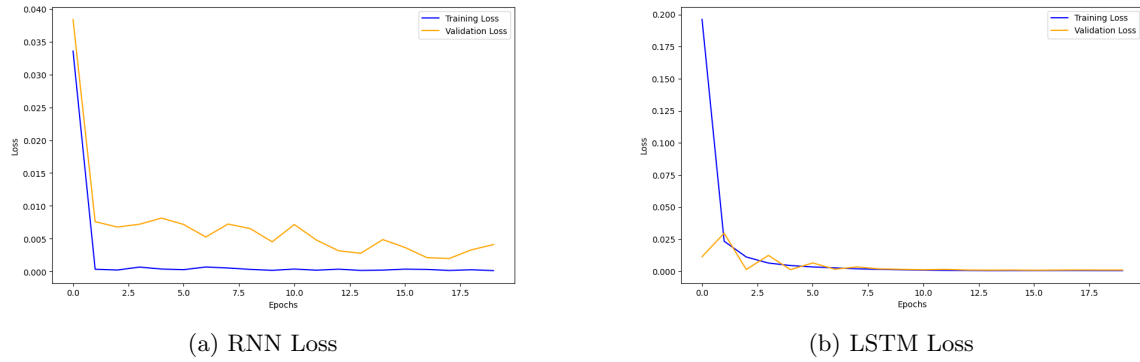 0.040
0.035
0.030
0.025
0.020
0.015
0.010
0.005
0.000
Loss
Training Loss
Validation Loss
0.0 2.5 5.0 7.5 10.0 12.5 15.0 17.5
Epochs
(a) RNN Loss
0.200
0.175
0.150
0.125
0.100
0.075
0.050
0.025
0.000
Loss
Training Loss
Validation Loss
0.0 2.5 5.0 7.5 10.0 12.5 15.0 17.5
Epochs
(b) LSTM Loss